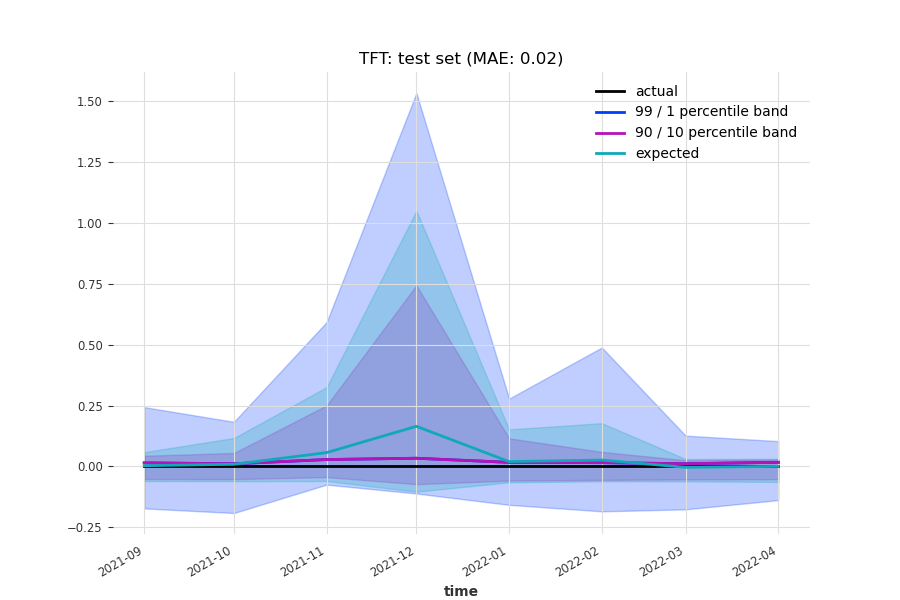 TFT: test set (MAE: 0.02)
actual
99 / 1 percentile band
90 / 10 percentile band
expected
1.50
1.25
1.00
0.75
0.50
0.25
0.00
−0.25
2021-09
2021-10
2021-11
2021-12
2022-01
2022-02
2022-03
2022-04
time